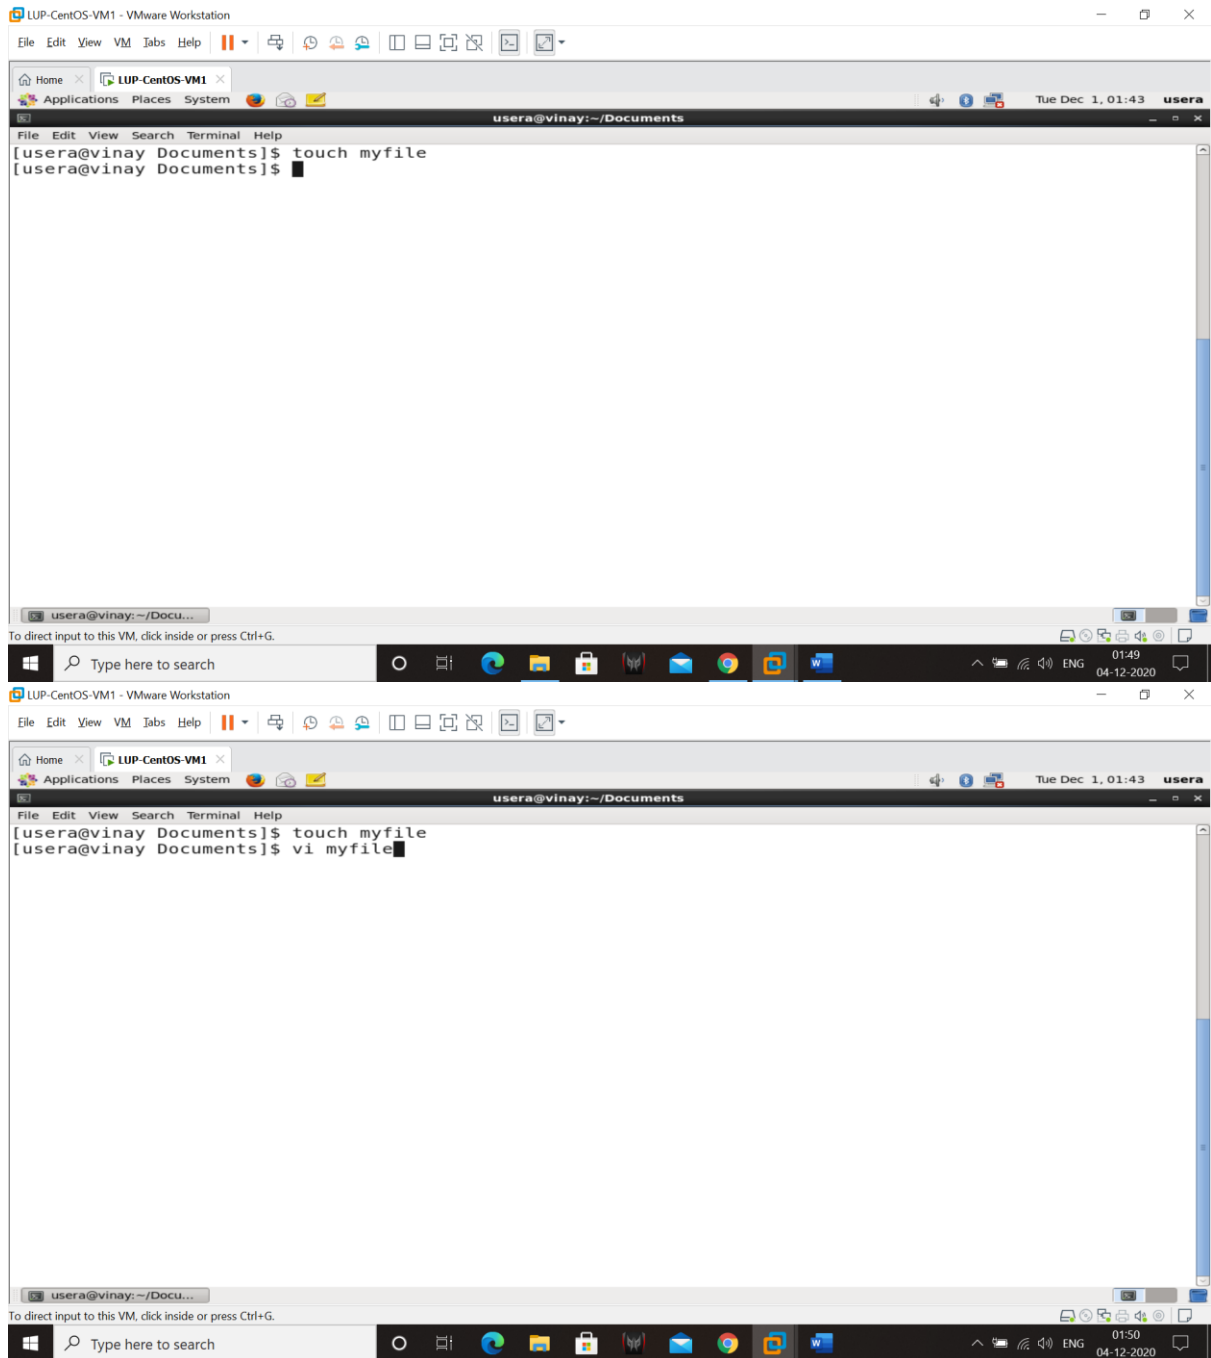 LUP-CentOS-VM1 - VMware Workstation
File Edit View VM Tabs Help
Home LUP-CentOS-VM1
Applications Places System Tue Dec 1, 01:43 usera
usera@vinay:~/Documents
File Edit View Search Terminal Help
[usera@vinay Documents]$ touch myfile
[usera@vinay Documents]$
usera@vinay:~/Docu...
To direct input to this VM, click inside or press Ctrl+G.
Type here to search W ENG 01:49
04-12-2020
LUP-CentOS-VM1 - VMware Workstation
File Edit View VM Tabs Help
Home LUP-CentOS-VM1
Applications Places System Tue Dec 1, 01:43 usera
usera@vinay:~/Documents
File Edit View Search Terminal Help
[usera@vinay Documents]$ touch myfile
[usera@vinay Documents]$ vi myfile
usera@vinay:~/Docu...
To direct input to this VM, click inside or press Ctrl+G.
Type here to search W ENG 01:50
04-12-2020